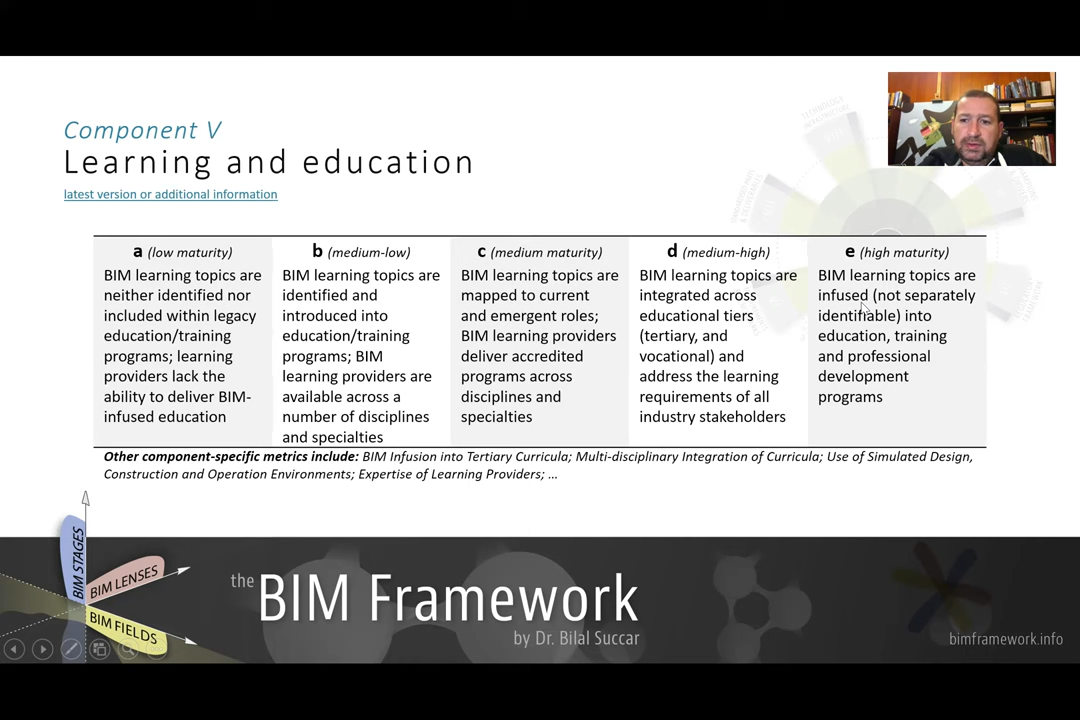 Component V
Learning and education
latest version or additional information
a (low maturity)
BIM learning topics are
neither identified nor
included within legacy
education/training
programs; learning
providers lack the
ability to deliver BIM-
infused education
b (medium-low)
BIM learning topics are
identified and
introduced into
education/training
programs; BIM
learning providers are
available across a
number of disciplines
and specialties
c (medium maturity)
BIM learning topics are
mapped to current
and emergent roles;
BIM learning providers
deliver accredited
programs across
disciplines and
specialties
d (medium-high)
BIM learning topics are
integrated across
educational tiers
(tertiary, and
vocational) and
address the learning
requirements of all
industry stakeholders
e (high maturity)
BIM learning topics are
infused (not separately
identifiable) into
education, training
and professional
development
programs
Other component-specific metrics include: BIM Infusion into Tertiary Curricula; Multi-disciplinary Integration of Curricula; Use of Simulated Design,
Construction and Operation Environments; Expertise of Learning Providers; ...
BIM STAGES
BIM LENSES
BIM FIELDS
the BIM Framework
by Dr. Bilal Succar
bimframework.info